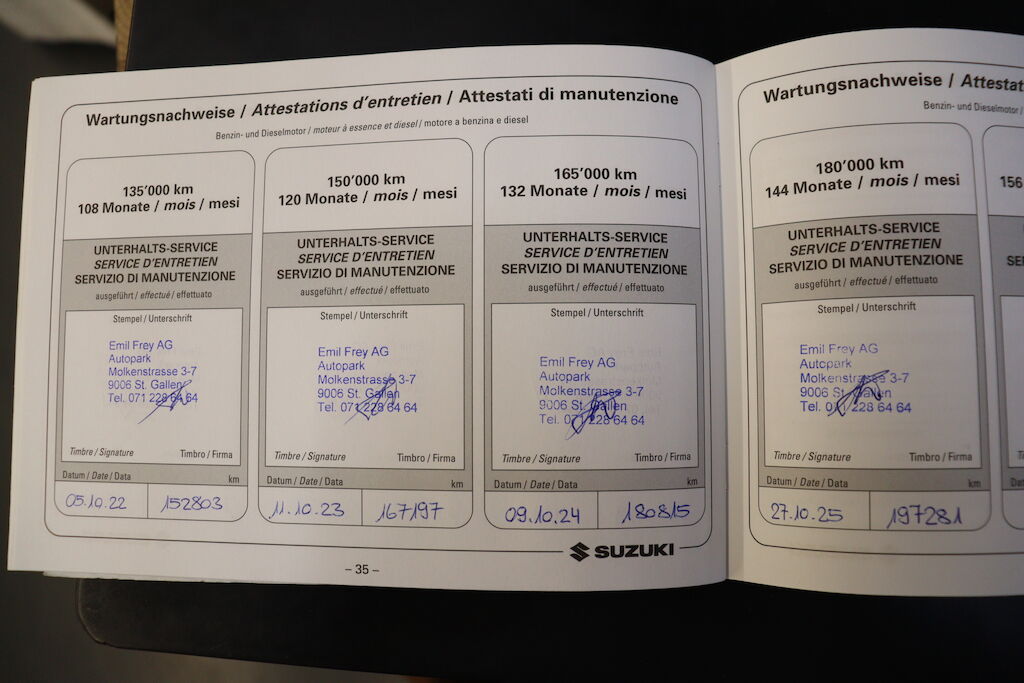 Wartungsnachweise / Attestations d'entretien / Attestati di manutenzione
Benzin- und Dieselmotor / moteur à essence et diesel / motore a benzina e diesel
135'000 km
108 Monate / mois / mesi
UNTERHALTS-SERVICE
SERVICE D'ENTRETIEN
SERVIZIO DI MANUTENZIONE
ausgeführt / effectué / effettuato
Stempel / Unterschrift
Emil Frey AG
Autopark
Molkenstrasse 3-7
9006 St. Gallen
Tel. 071 228 64 64
Timbre / Signature
Timbro / Firma
Datum / Date / Data
km
05.10.22
152803
150'000 km
120 Monate / mois / mesi
UNTERHALTS-SERVICE
SERVICE D'ENTRETIEN
SERVIZIO DI MANUTENZIONE
ausgeführt / effectué / effettuato
Stempel / Unterschrift
Emil Frey AG
Autopark
Molkenstrasse 3-7
9006 St. Gallen
Tel. 071 228 64 64
Timbre / Signature
Timbro / Firma
Datum / Date / Data
km
11.10.23
167197
165'000 km
132 Monate / mois / mesi
UNTERHALTS-SERVICE
SERVICE D'ENTRETIEN
SERVIZIO DI MANUTENZIONE
ausgeführt / effectué / effettuato
Stempel / Unterschrift
Emil Frey AG
Autopark
Molkenstrasse 3-7
9006 St. Gallen
Tel. 071 228 64 64
Timbre / Signature
Timbro / Firma
Datum / Date / Data
km
09.10.24
180815
SUZUKI
– 35 –
Wartungsnachweise / Attestat
Benzin- und Dieselmotor /
180'000 km
144 Monate / mois / mesi
UNTERHALTS-SERVICE
SERVICE D'ENTRETIEN
SERVIZIO DI MANUTENZIONE
ausgeführt / effectué / effettuato
Stempel / Unterschrift
Emil Frey AG
Autopark
Molkenstrasse 3-7
9006 St. Gallen
Tel. 071 228 64 64
Timbre / Signature
Timbro / Firma
Datum / Date / Data
km
27.10.25
197281
156